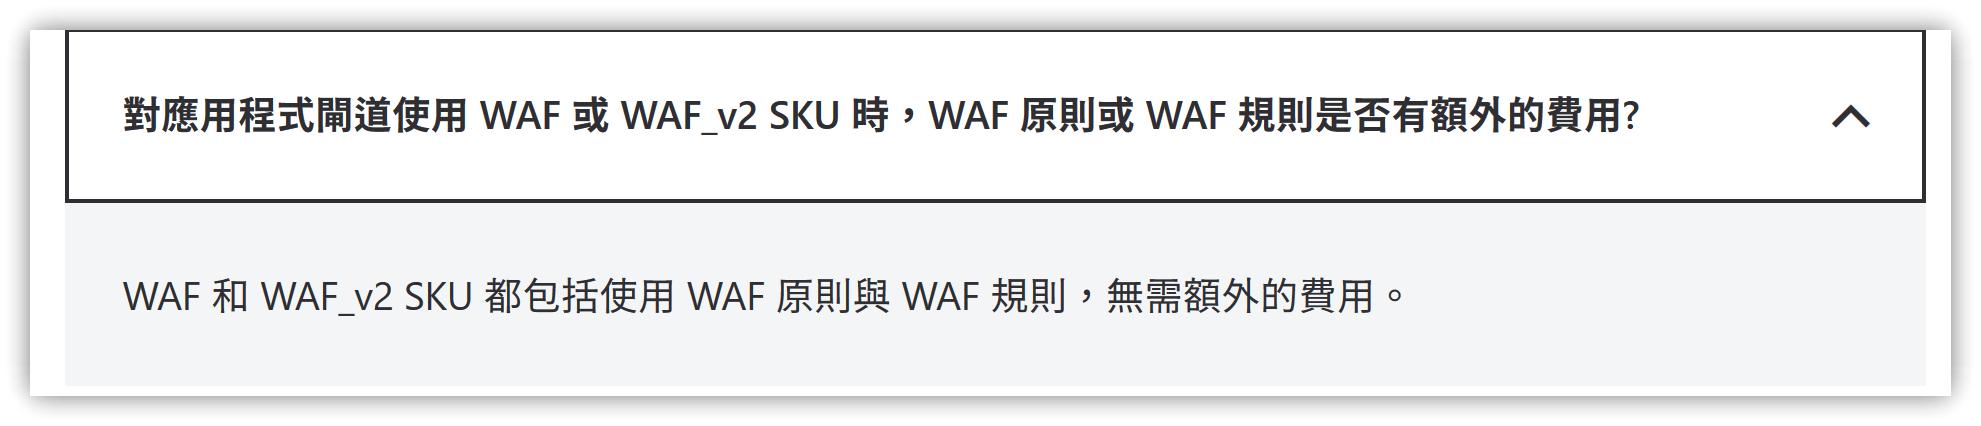 對應用程式閘道使用 WAF 或 WAF_v2 SKU 時，WAF 原則或 WAF 規則是否有額外的費用?
WAF 和 WAF_v2 SKU 都包括使用 WAF 原則與 WAF 規則，無需額外的費用。